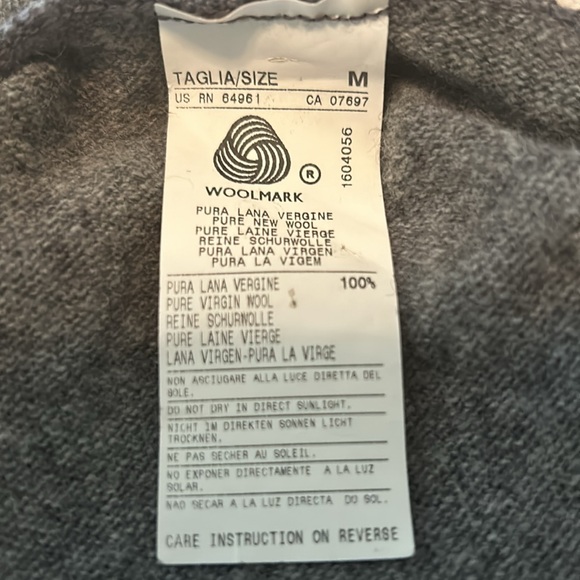 TAGLIA/SIZE M
US RN 64961 CA 07697
®
WOOLMARK
1604056
PURA LANA VERGINE
PURE NEW WOOL
PURE LAINE VIERGE
REINE SCHURWOLLE
PURA LANA VIRGEN
PURA LA VIGEM
PURA LANA VERGINE 100%
PURE VIRGIN WOOL
REINE SCHURWOLLE
PURE LAINE VIERGE
LANA VIRGEN-PURA LA VIRGE
NON ASCIUGARE ALLA LUCE DIRETTA DEL
SOLE.
DO NOT DRY IN DIRECT SUNLIGHT.
NICHT IM DIREKTEN SONNEN LICHT
TROCKNEN.
NE PAS SECHER AU SOLEIL.
NO EXPONER DIRECTAMENTE A LA LUZ
SOLAR.
NAO SECAR A LA LUZ DIRECTA DO SOL.
CARE INSTRUCTION ON REVERSE